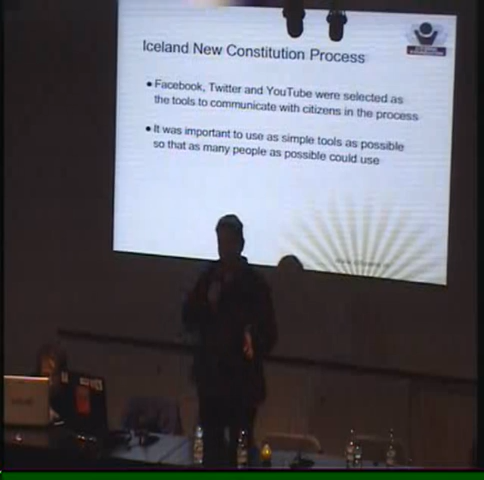 Iceland New Constitution Process
• Facebook, Twitter and YouTube were selected as
the tools to communicate with citizens in the process
• It was important to use as simple tools as possible
so that as many people as possible could use